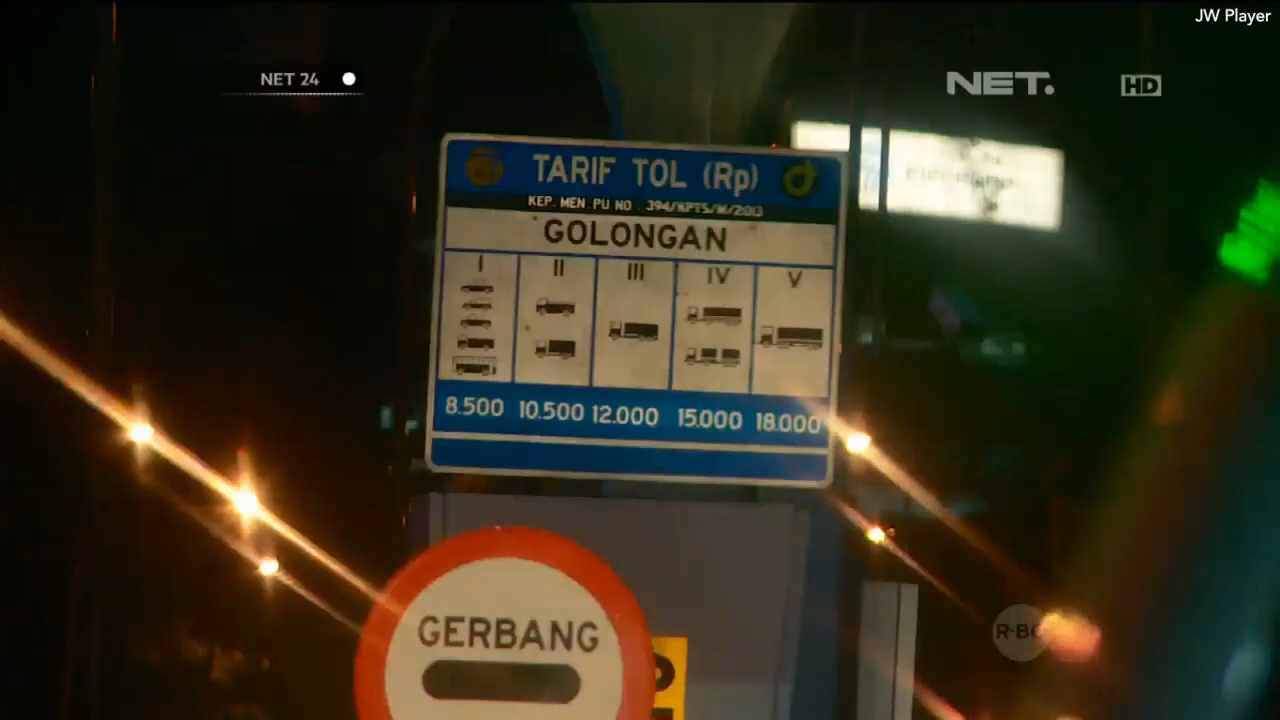 JW Player
NET 24
NET.
HD
TARIF TOL (Rp)
KEP. MEN. PU NO . 394/KPTS/M/2013
GOLONGAN
I II III IV V
8.500 10.500 12.000 15.000 18.000
GERBANG
R-BO